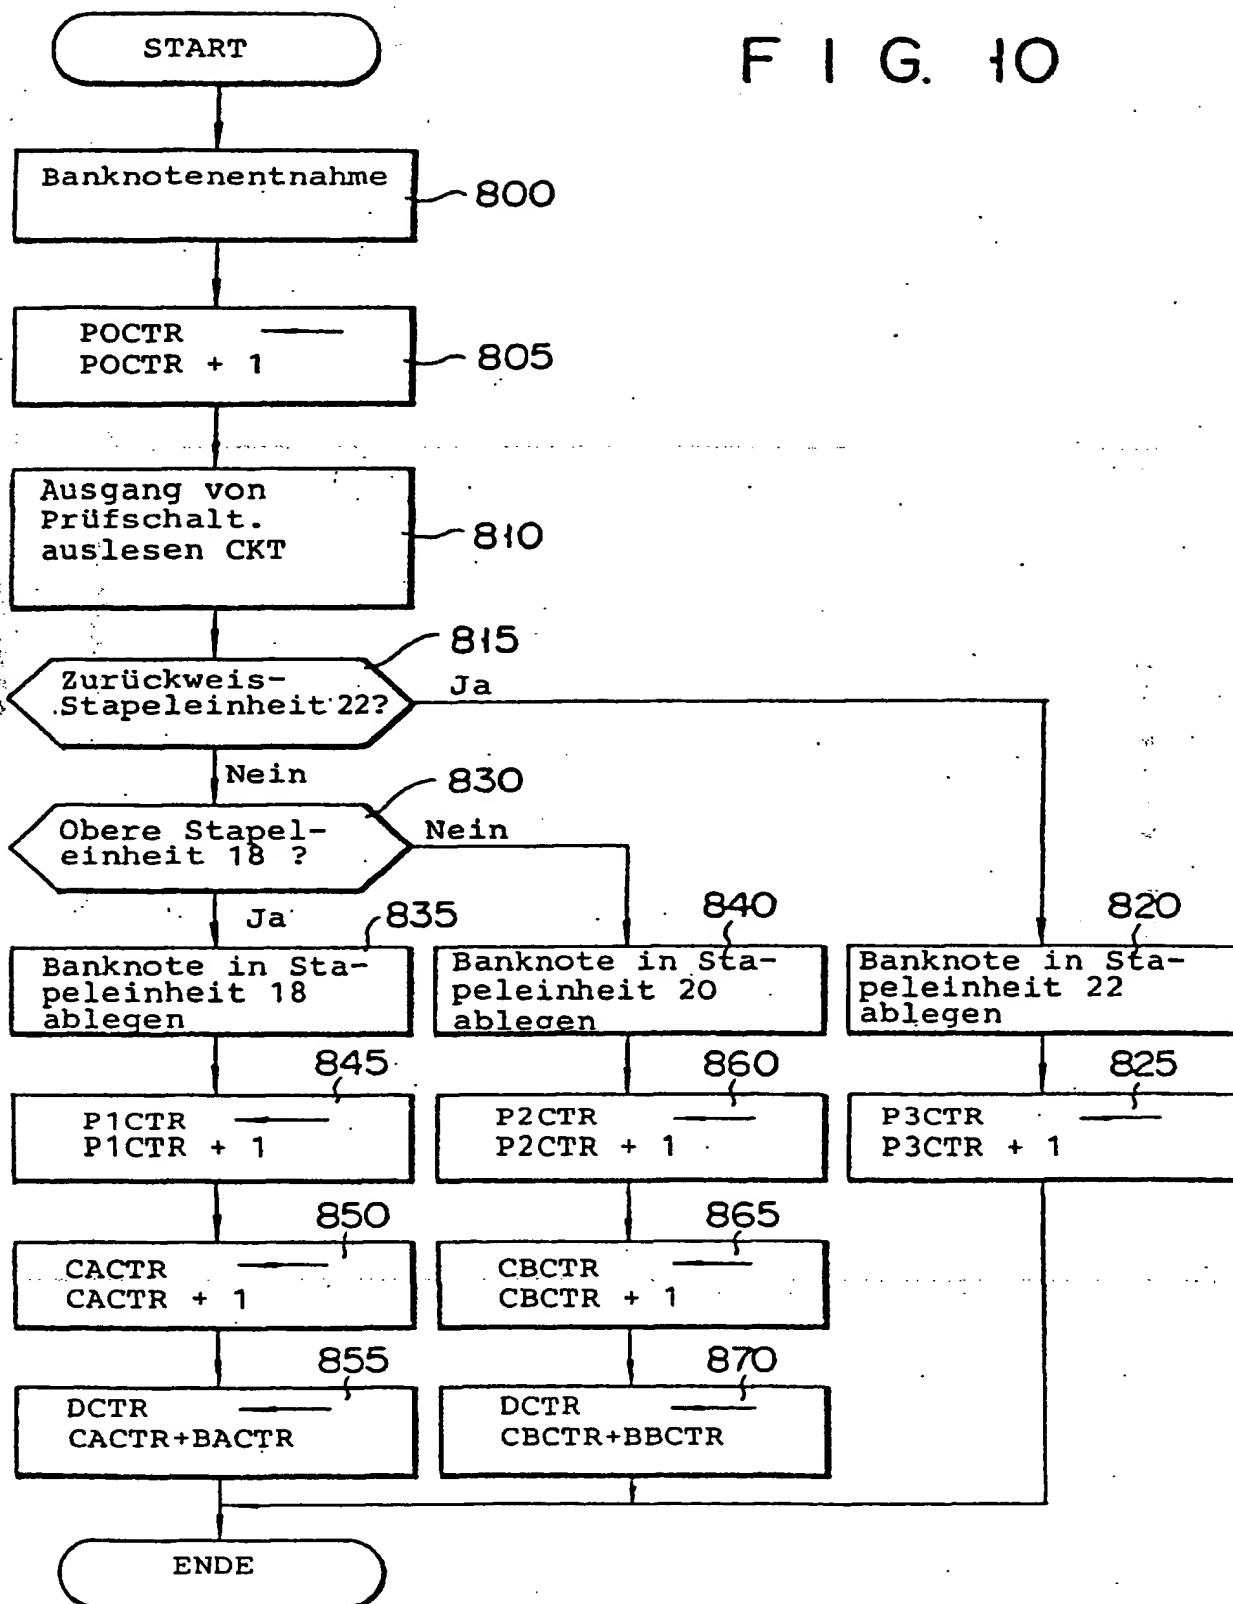 START
F I G. 10
Banknotenentnahme
800
POCTR ←
POCTR + 1
805
Ausgang von
Prüfschalt.
auslesen CKT
810
815
Zurückweis-
Stapeleinheit 22?
Ja
Nein
830
Obere Stapel-
einheit 18 ?
Nein
Ja
835
840
820
Banknote in Sta-
peleinheit 18
ablegen
Banknote in Sta-
peleinheit 20
ablegen
Banknote in Sta-
peleinheit 22
ablegen
845
860
825
P1CTR ←
P1CTR + 1
P2CTR ←
P2CTR + 1
P3CTR ←
P3CTR + 1
850
865
CACTR ←
CACTR + 1
CBCTR ←
CBCTR + 1
855
870
DCTR ←
CACTR+BACTR
DCTR ←
CBCTR+BBCTR
ENDE